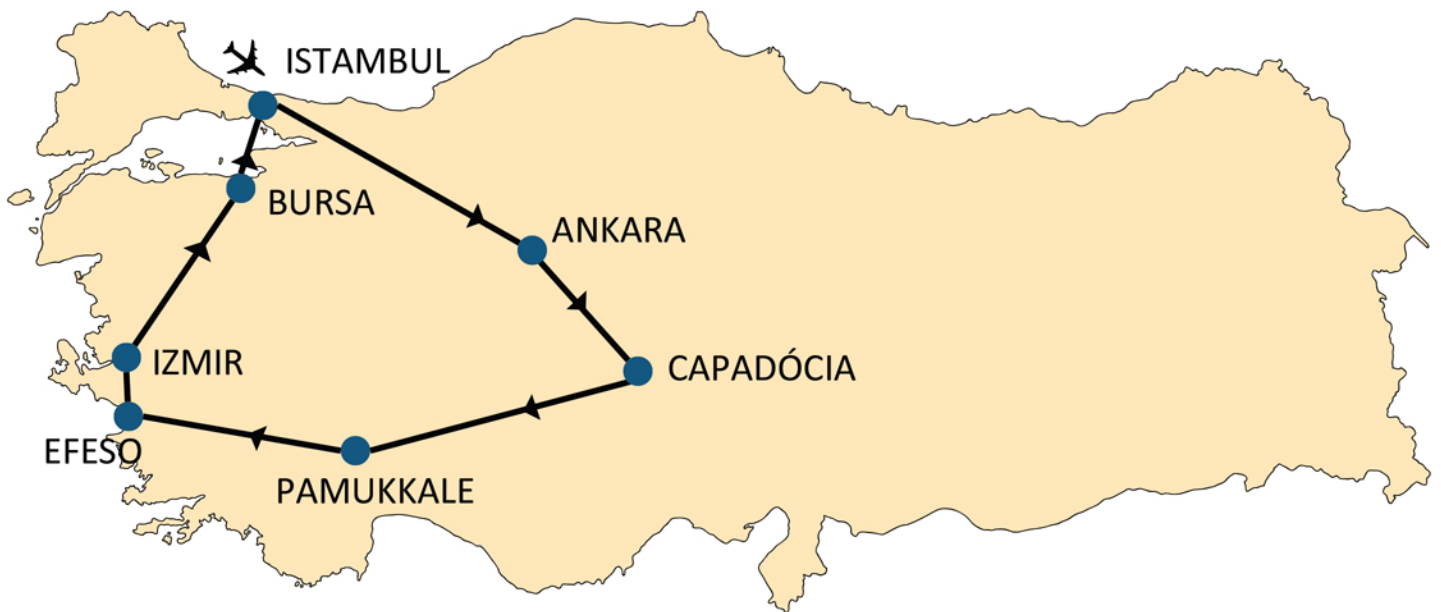 ISTAMBUL
BURSA
ANKARA
IZMIR
CAPADÓCIA
EFESO
PAMUKKALE